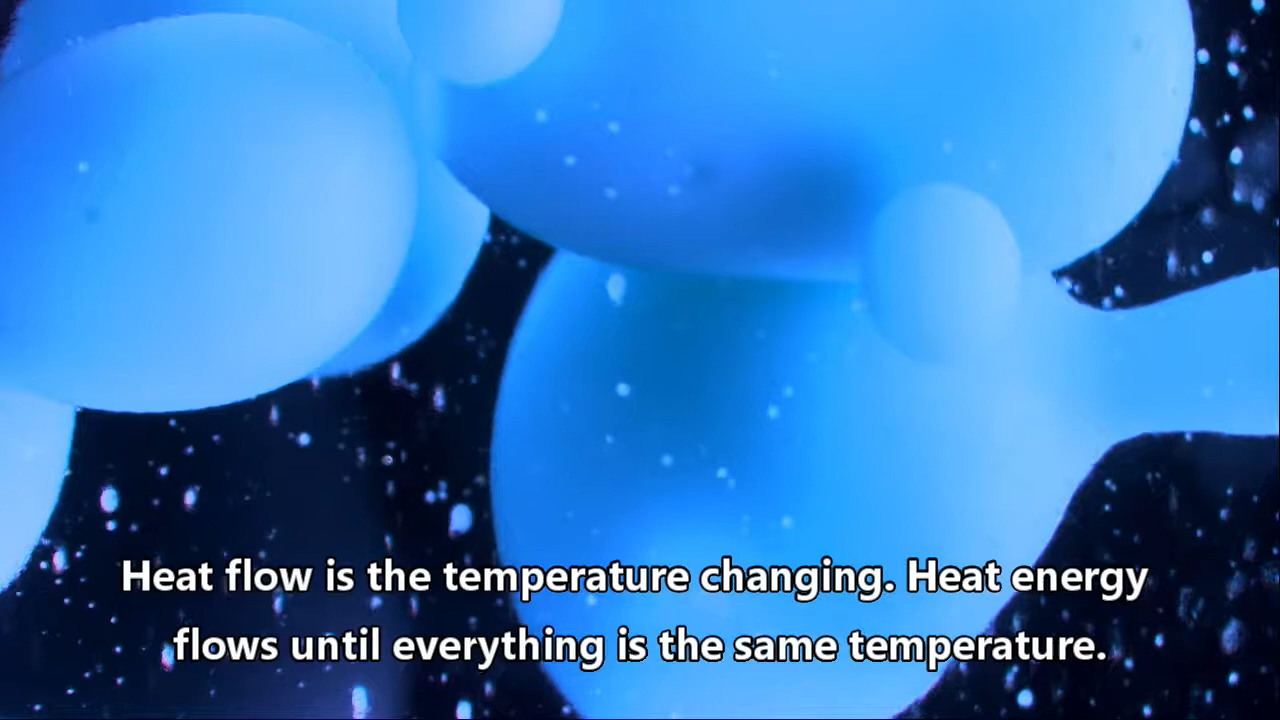 Heat flow is the temperature changing. Heat energy
flows until everything is the same temperature.